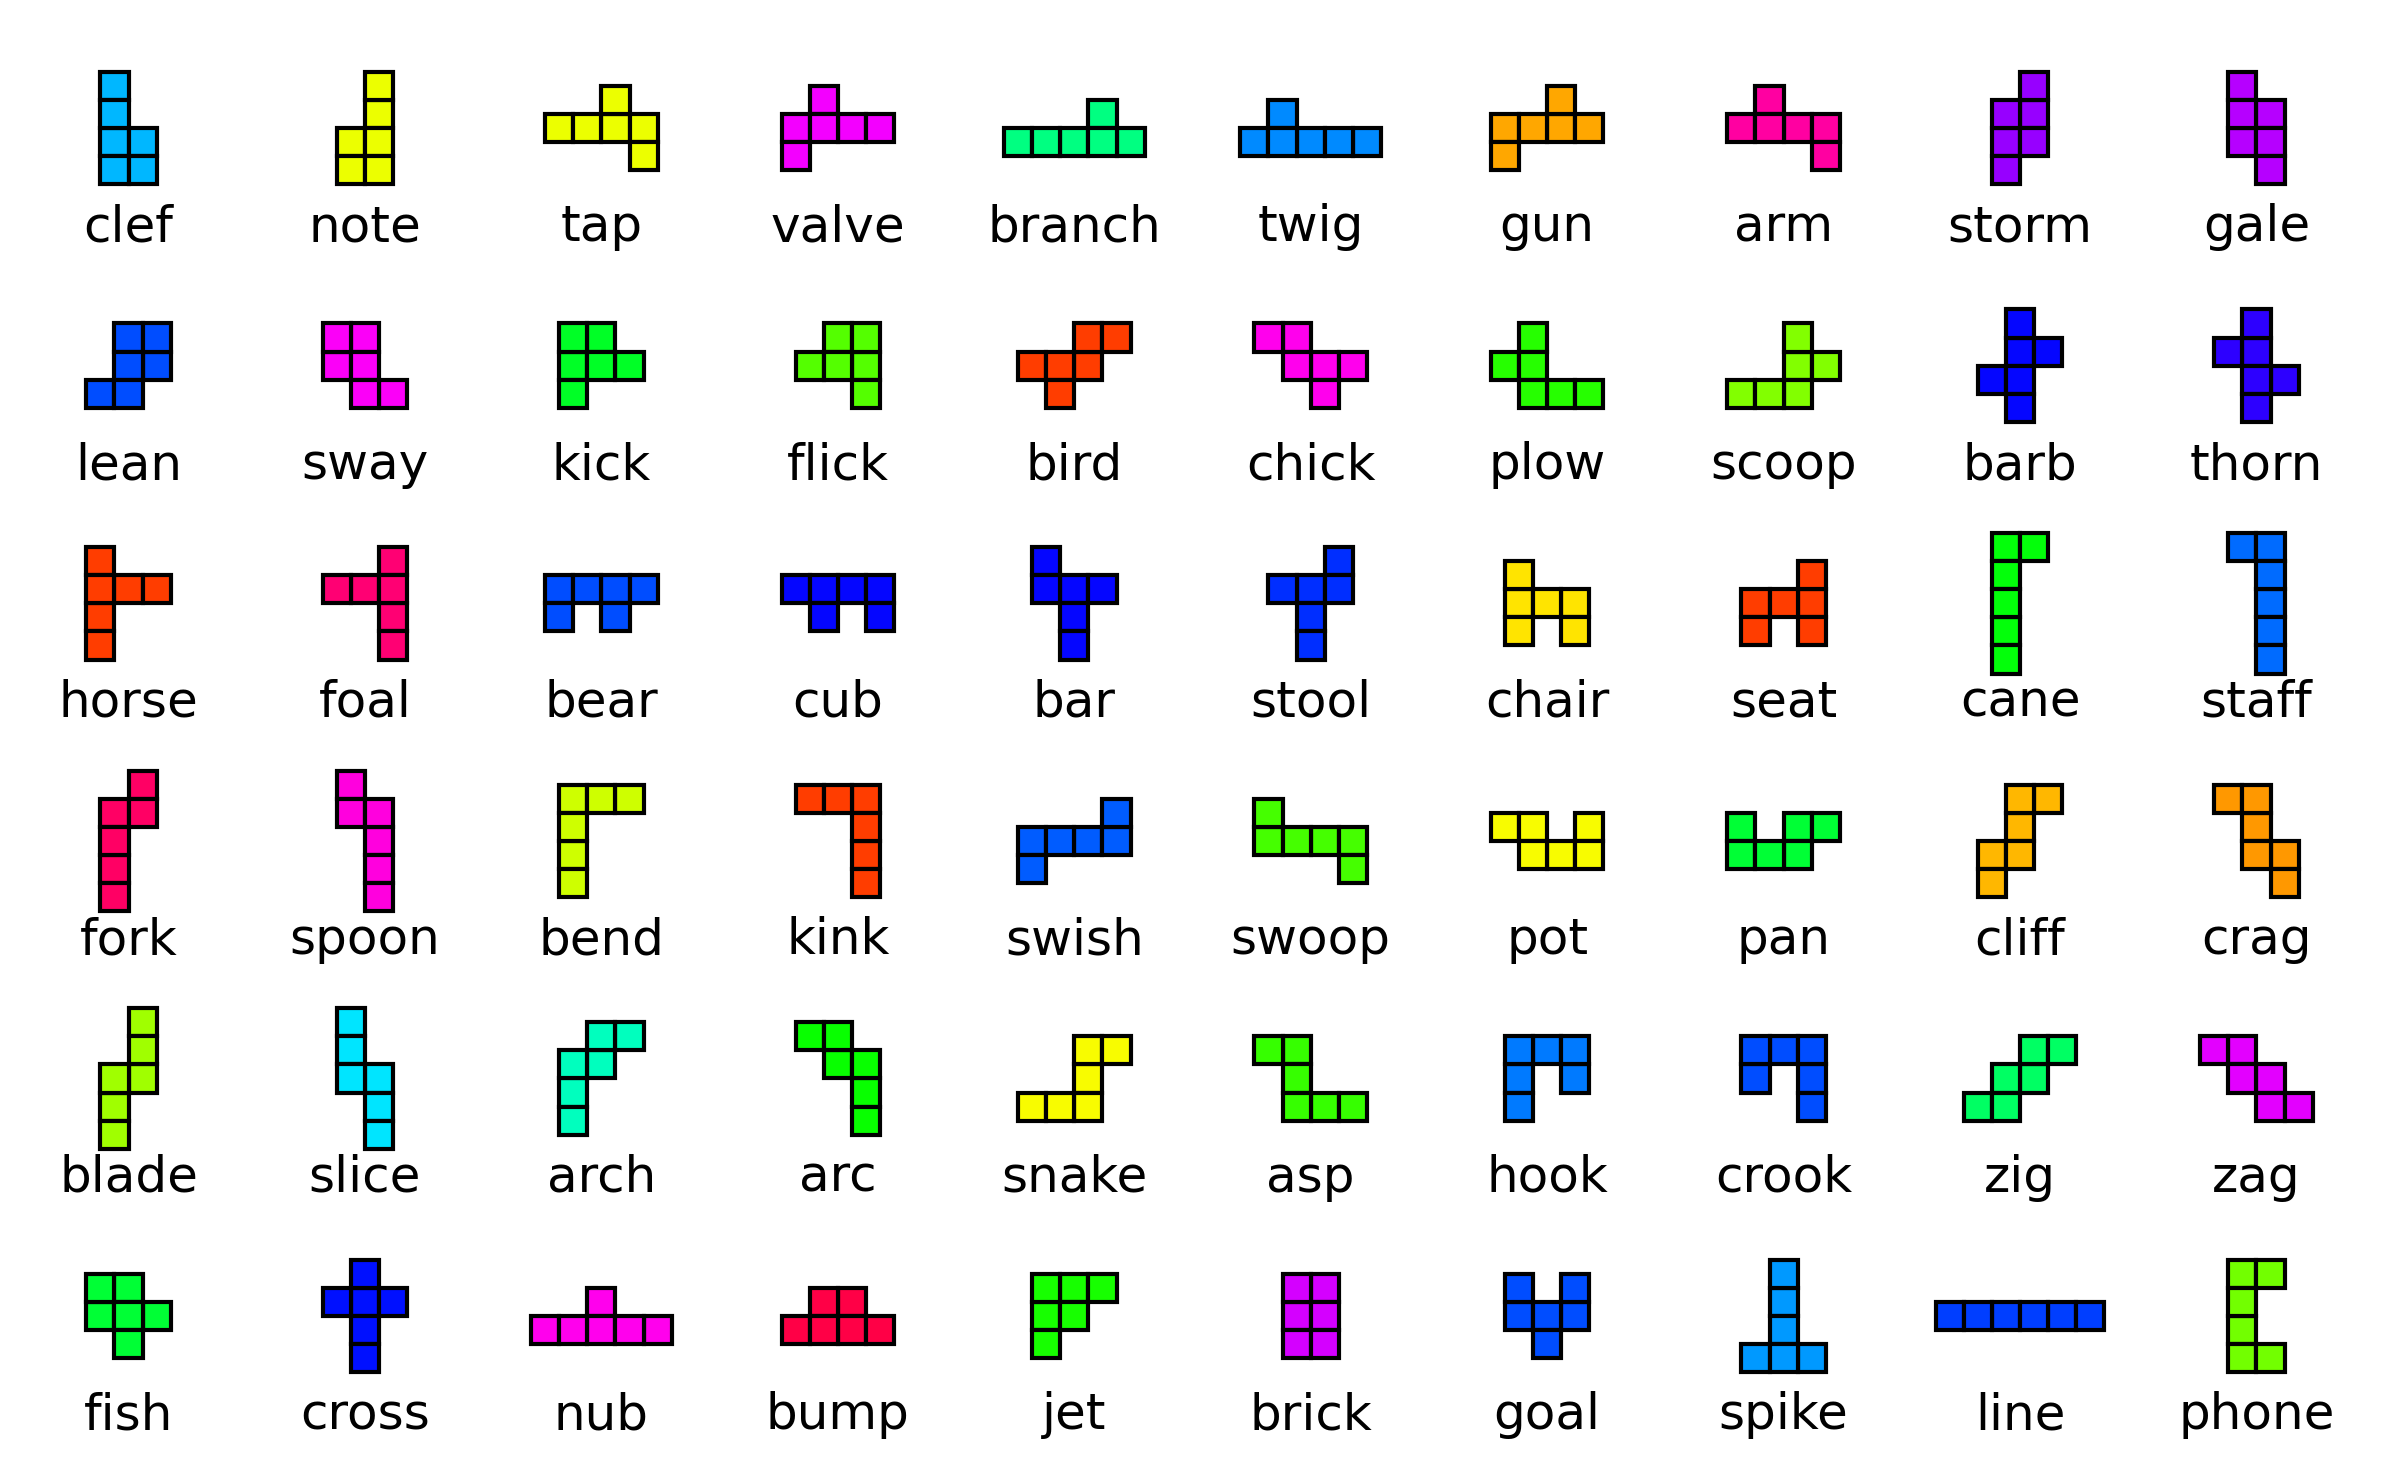 clef note tap valve branch twig gun arm storm gale
lean sway kick flick bird chick plow scoop barb thorn
horse foal bear cub bar stool chair seat cane staff
fork spoon bend kink swish swoop pot pan cliff crag
blade slice arch arc snake asp hook crook zig zag
fish cross nub bump jet brick goal spike line phone